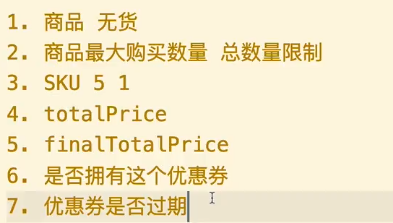 1. 商品 无货
2. 商品最大购买数量 总数量限制
3. SKU 5 1
4. totalPrice
5. finalTotalPrice
6. 是否拥有这个优惠券
7. 优惠券是否过期